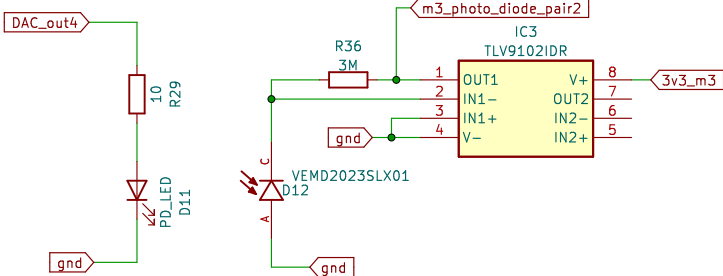 m3_photo_diode_pair2
DAC_out4
IC3
TLV9102IDR
R36
3M
1 OUT1 V+ 8 3v3_m3
2 IN1- OUT2 7
3 IN1+ IN2- 6
gnd 4 V- IN2+ 5
10
R29
C
VEMD2023SLX01
D12
A
PD_LED
D11
gnd
gnd